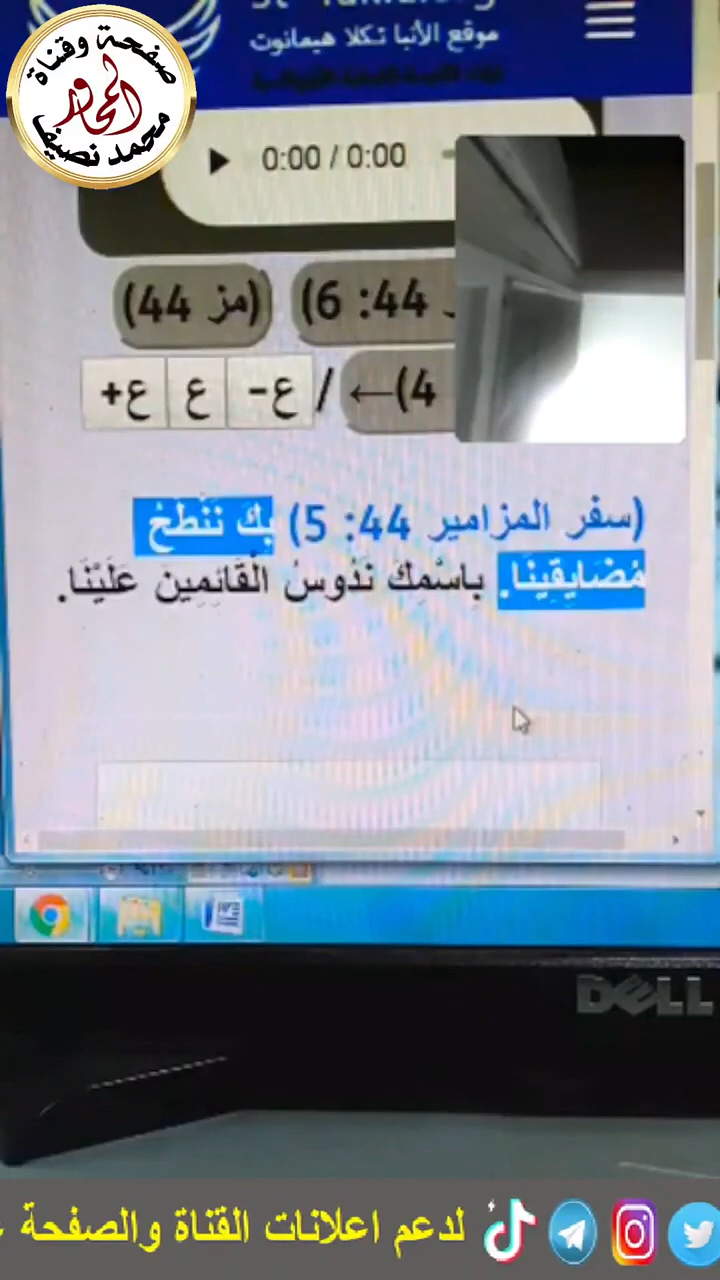 موقع الأنبا تكلا هيمانوت
صفحة وقناة
المحاور
محمد نصيف
0:00 / 0:00
44: 6)
(مز 44)
4)←
/
ع-
ع
ع+
(سفر المزامير 44: 5) بِكَ نَنْطَحُ
مُضَايِقِينَا. بِاسْمِكَ نَدُوسُ الْقَائِمِينَ عَلَيْنَا.
DELL
لدعم اعلانات القناة والصفحة